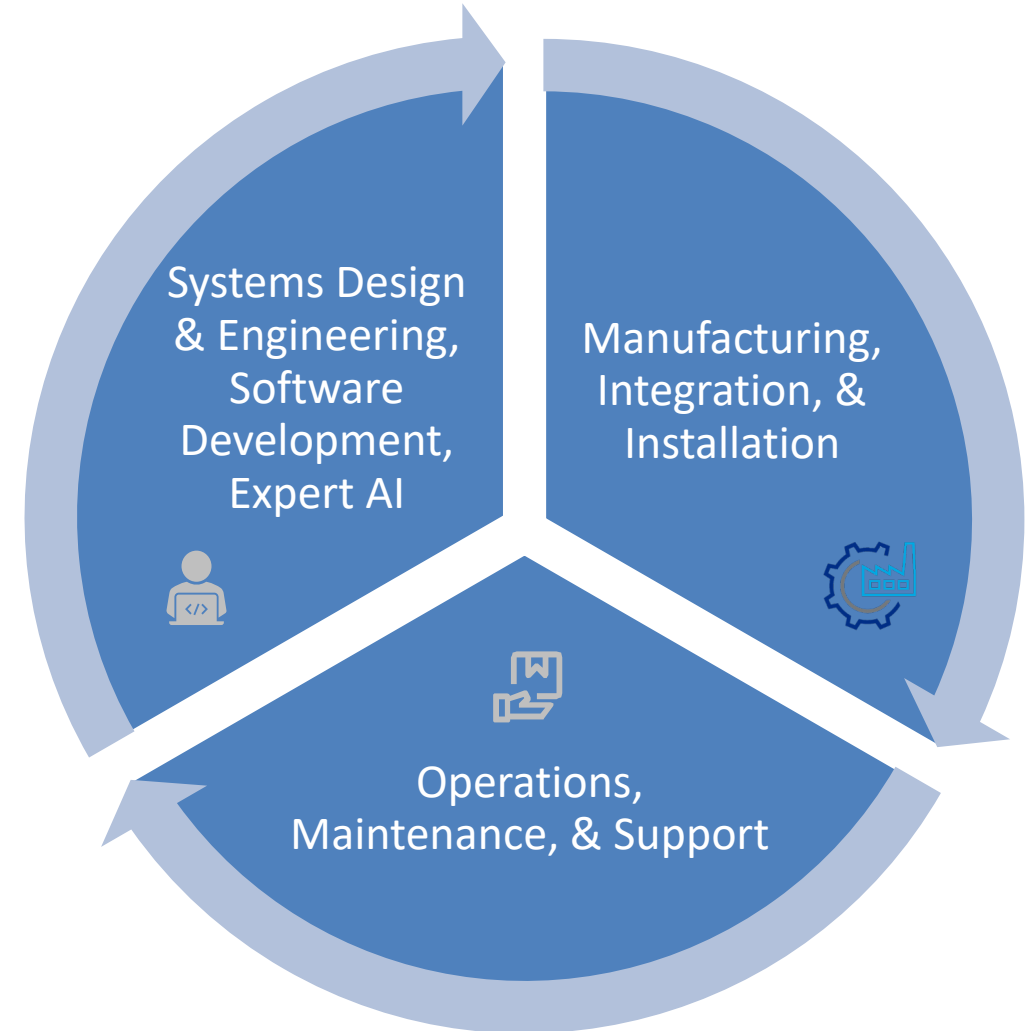 Systems Design
& Engineering,
Software
Development,
Expert AI
</>
Manufacturing,
Integration, &
Installation
Operations,
Maintenance, & Support